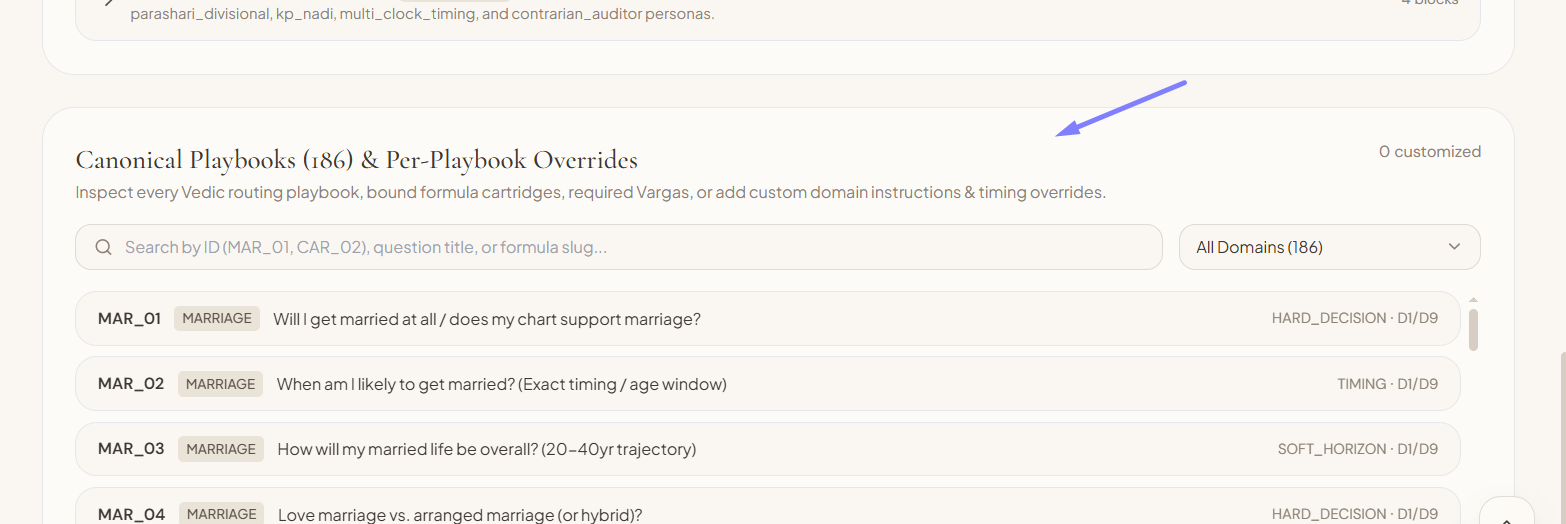 parashari_divisional, kp_nadi, multi_clock_timing, and contrarian_auditor personas.
4 blocks
Canonical Playbooks (186) & Per-Playbook Overrides
0 customized
Inspect every Vedic routing playbook, bound formula cartridges, required Vargas, or add custom domain instructions & timing overrides.
Search by ID (MAR_01, CAR_02), question title, or formula slug...
All Domains (186)
MAR_01 MARRIAGE Will I get married at all / does my chart support marriage? HARD_DECISION · D1/D9
MAR_02 MARRIAGE When am I likely to get married? (Exact timing / age window) TIMING · D1/D9
MAR_03 MARRIAGE How will my married life be overall? (20–40yr trajectory) SOFT_HORIZON · D1/D9
MAR_04 MARRIAGE Love marriage vs. arranged marriage (or hybrid)? HARD_DECISION · D1/D9